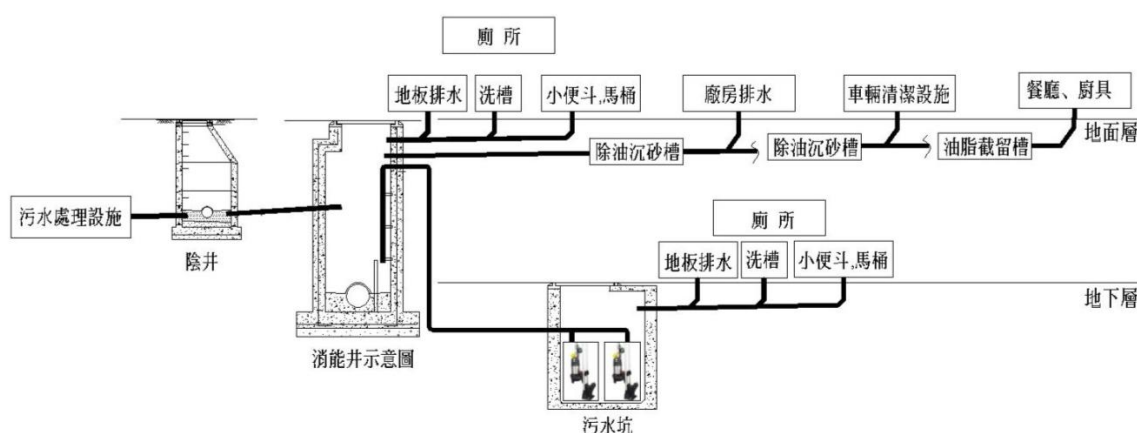 廁所
地板排水
洗槽
小便斗,馬桶
廠房排水
車輛清潔設施
餐廳、廚具
地面層
除油沉砂槽
除油沉砂槽
油脂截留槽
污水處理設施
陰井
廁所
地板排水
洗槽
小便斗,馬桶
地下層
消能井示意圖
污水坑